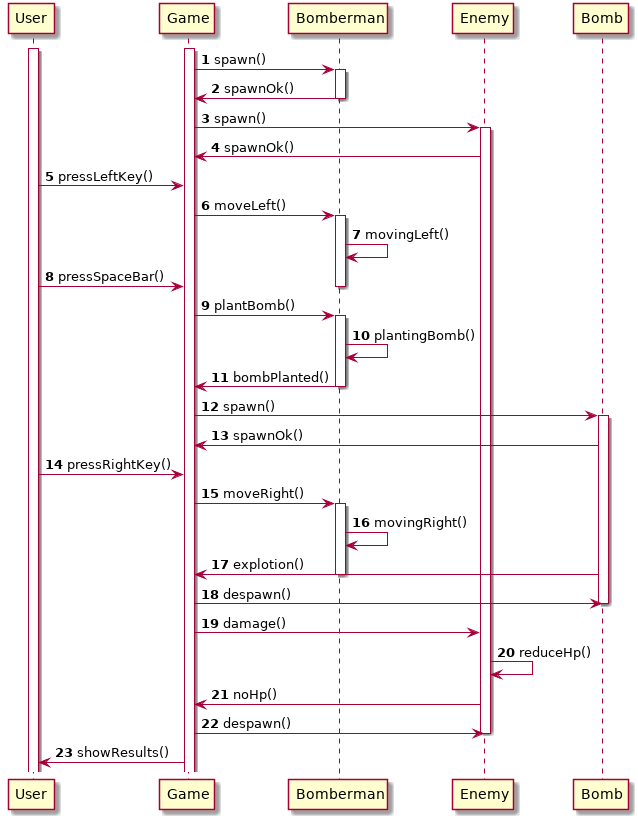 User Game Bomberman Enemy Bomb
1 spawn()
2 spawnOk()
3 spawn()
4 spawnOk()
5 pressLeftKey()
6 moveLeft()
7 movingLeft()
8 pressSpaceBar()
9 plantBomb()
10 plantingBomb()
11 bombPlanted()
12 spawn()
13 spawnOk()
14 pressRightKey()
15 moveRight()
16 movingRight()
17 explotion()
18 despawn()
19 damage()
20 reduceHp()
21 noHp()
22 despawn()
23 showResults()
User Game Bomberman Enemy Bomb